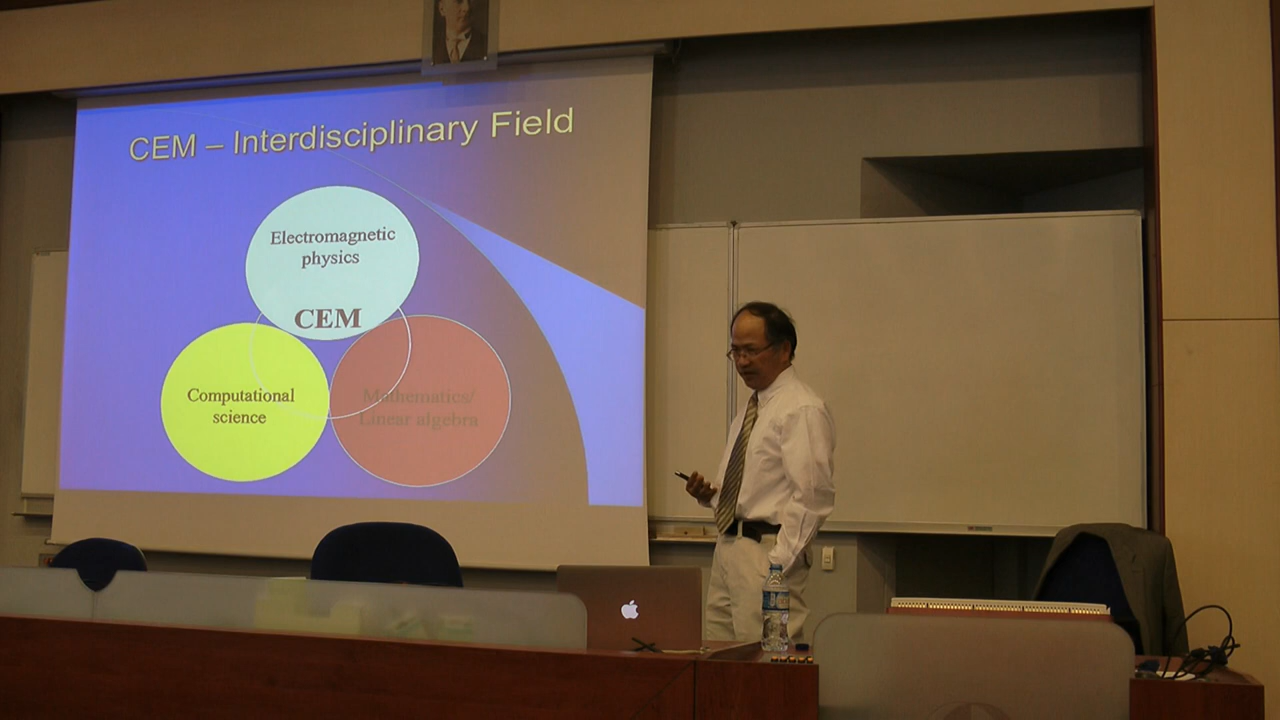 CEM – Interdisciplinary Field
Electromagnetic
physics
CEM
Computational
science
Mathematics/
Linear algebra